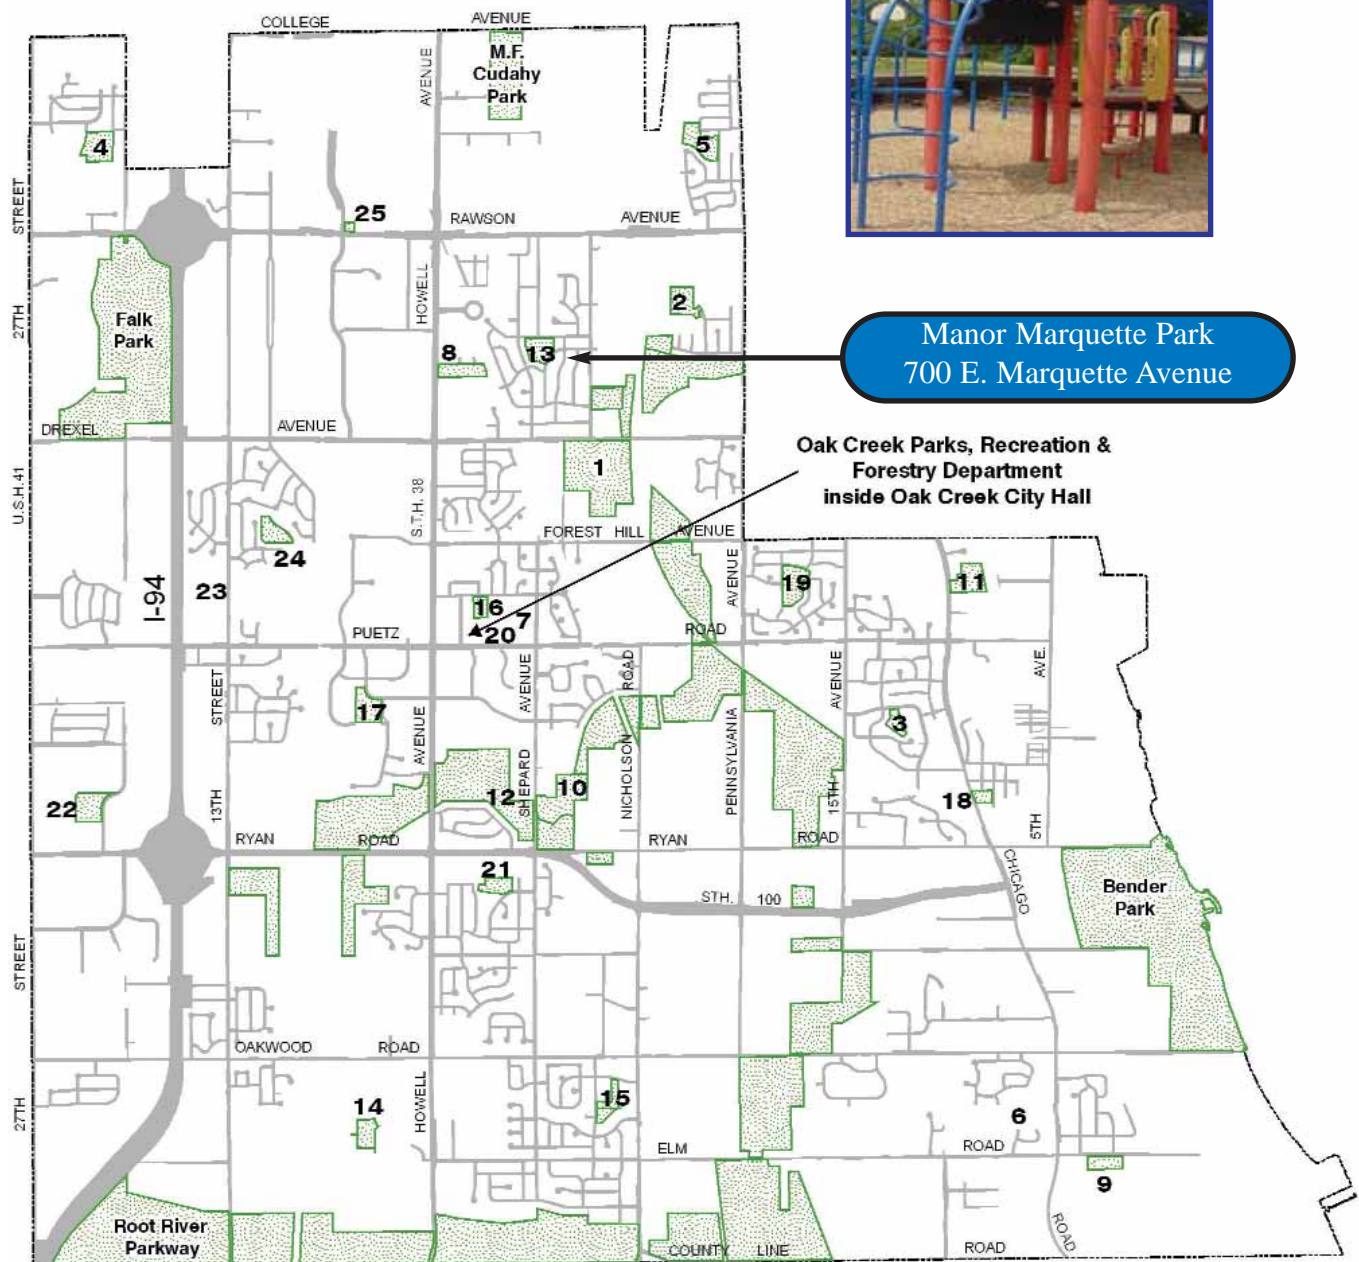 COLLEGE
AVENUE
M.F.
Cudahy
Park
AVENUE
4
5
STREET
25
RAWSON
AVENUE
27TH
Falk
Park
HOWELL
2
8
13
Manor Marquette Park
700 E. Marquette Avenue
DREXEL
AVENUE
Oak Creek Parks, Recreation &
Forestry Department
inside Oak Creek City Hall
1
U.S.H. 41
S.T.H. 38
FOREST HILL AVENUE
24
I-94
23
16
7
20
AVENUE
19
11
PUETZ
ROAD
STREET
AVENUE
ROAD
AVENUE
AVE.
17
AVENUE
3
SHEPARD
NICHOLSON
PENNSYLVANIA
15TH
22
13TH
12
10
18
5TH
RYAN
ROAD
RYAN
ROAD
21
CHICAGO
STH. 100
Bender
Park
STREET
OAKWOOD
ROAD
27TH
14
HOWELL
15
6
ELM
ROAD
9
Root River
Parkway
COUNTY LINE
ROAD
ROAD